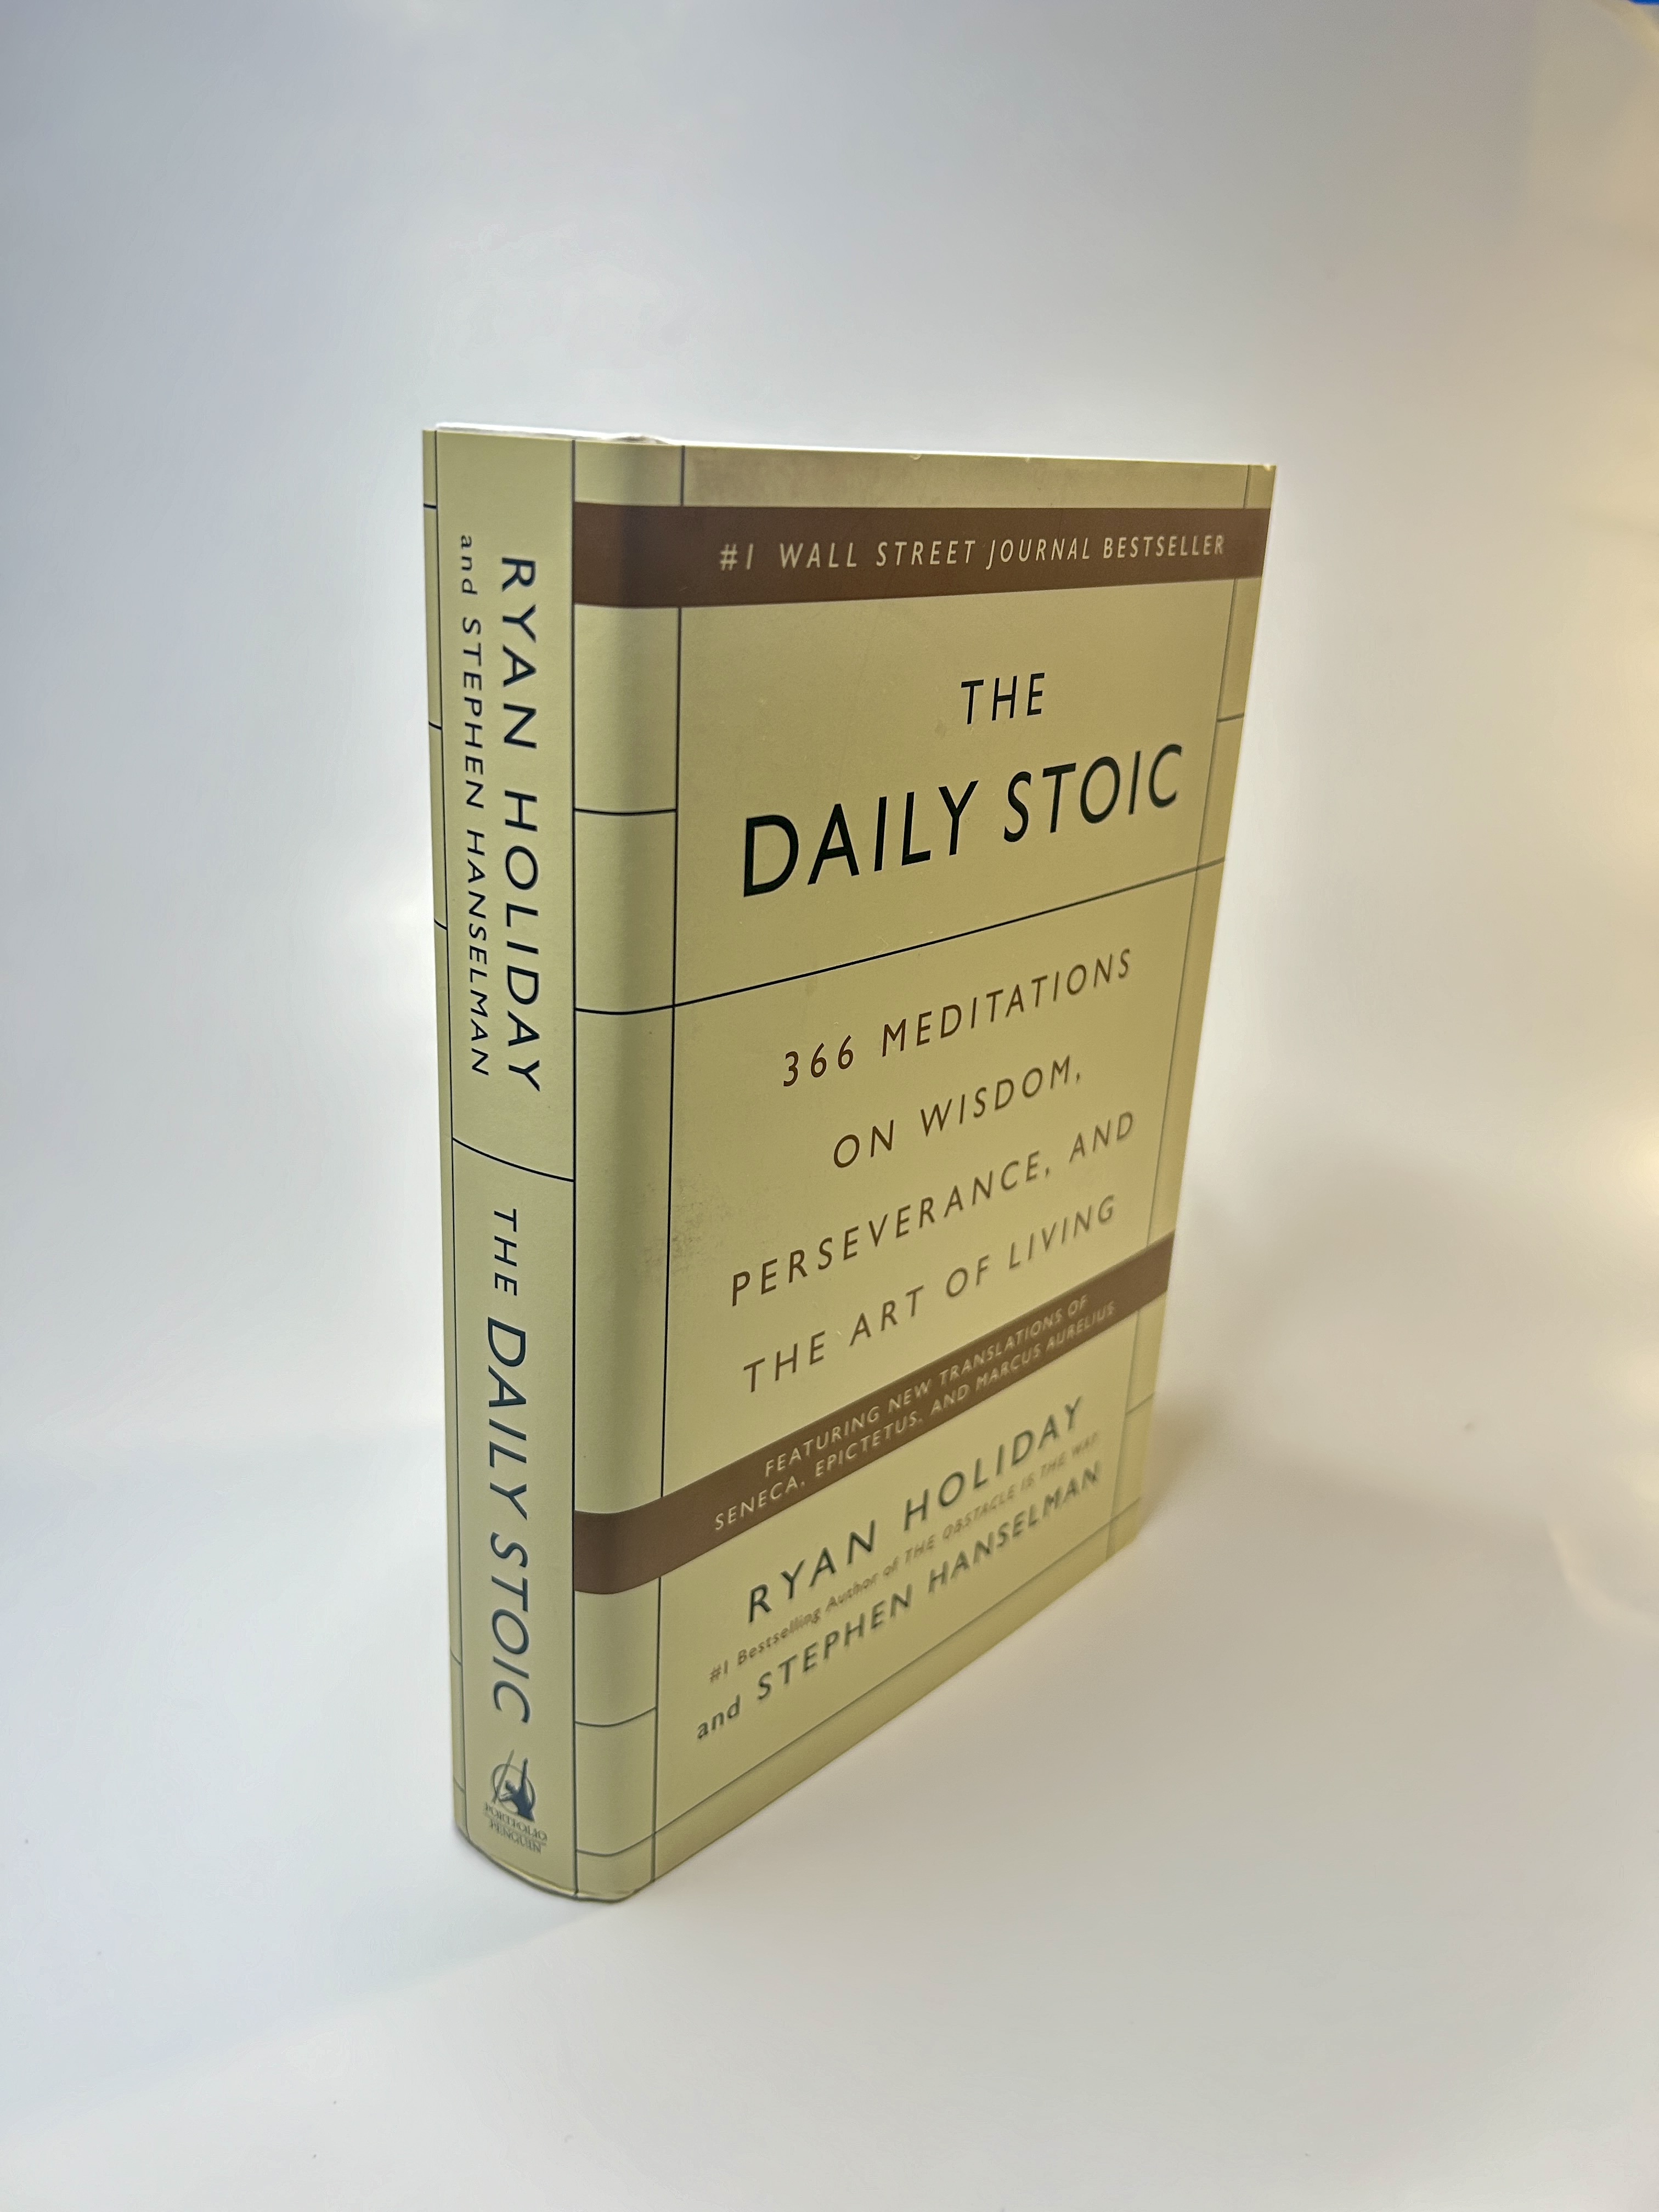 RYAN HOLIDAY
and STEPHEN HANSELMAN
THE DAILY STOIC
PORTFOLIO
PENGUIN
#1 WALL STREET JOURNAL BESTSELLER
THE
DAILY STOIC
366 MEDITATIONS
ON WISDOM,
PERSEVERANCE, AND
THE ART OF LIVING
FEATURING NEW TRANSLATIONS OF
SENECA, EPICTETUS, AND MARCUS AURELIUS
RYAN HOLIDAY
#1 Bestselling Author of THE OBSTACLE IS THE WAY
and STEPHEN HANSELMAN